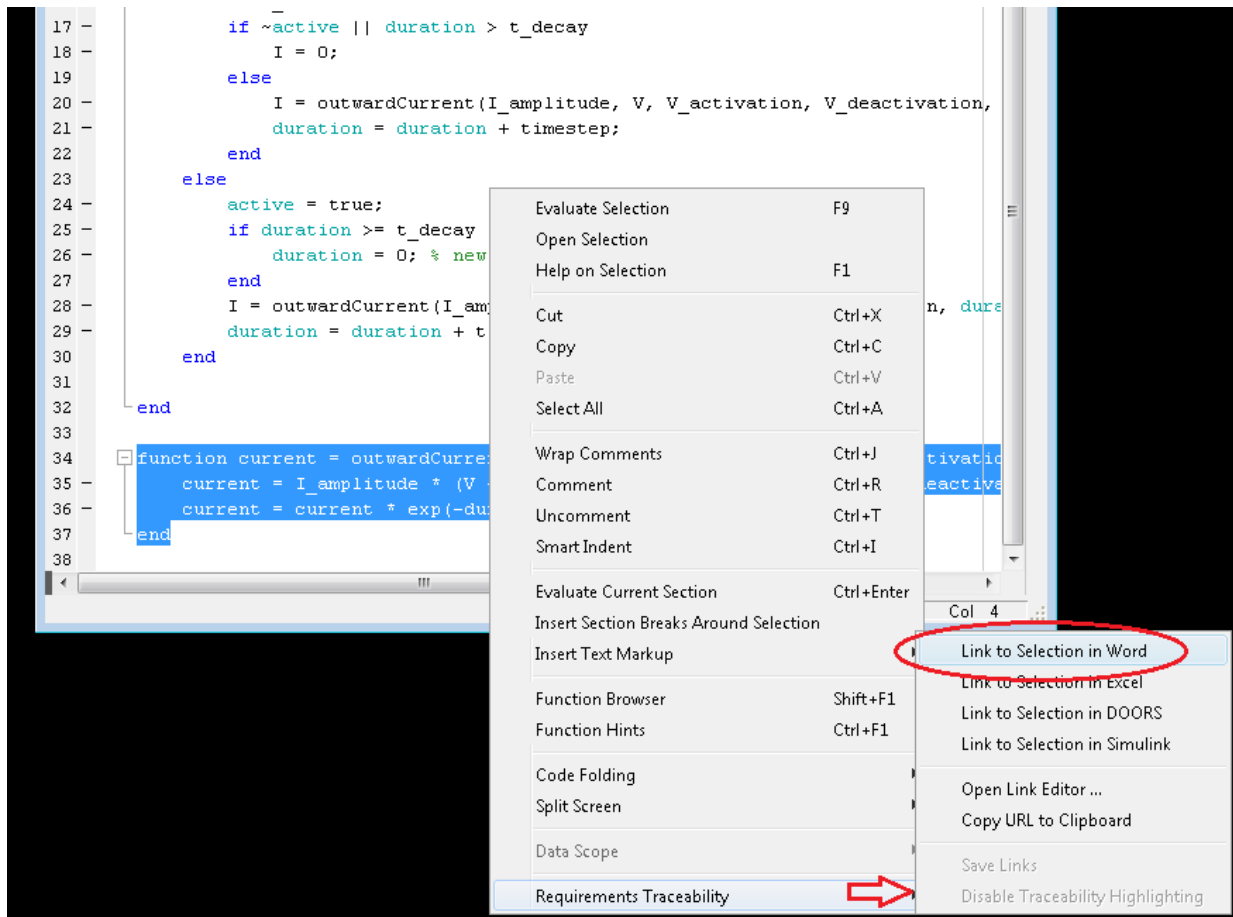 17 - if ~active || duration > t_decay
18 - I = 0;
19 else
20 - I = outwardCurrent(I_amplitude, V, V_activation, V_deactivation,
21 - duration = duration + timestep;
22 end
23 else
24 - active = true;
25 - if duration >= t_decay
26 - duration = 0; % new
27 end
28 - I = outwardCurrent(I_am n, dura
29 - duration = duration + t
30 end
31
32 end
33
34 function current = outwardCurre tivatio
35 - current = I_amplitude * (V - eactiva
36 - current = current * exp(-du
37 end
38
Col 4
Evaluate Selection F9
Open Selection
Help on Selection F1
Cut Ctrl+X
Copy Ctrl+C
Paste Ctrl+V
Select All Ctrl+A
Wrap Comments Ctrl+J
Comment Ctrl+R
Uncomment Ctrl+T
Smart Indent Ctrl+I
Evaluate Current Section Ctrl+Enter
Insert Section Breaks Around Selection
Insert Text Markup
Function Browser Shift+F1
Function Hints Ctrl+F1
Code Folding
Split Screen
Data Scope
Requirements Traceability
Link to Selection in Word
Link to Selection in Excel
Link to Selection in DOORS
Link to Selection in Simulink
Open Link Editor ...
Copy URL to Clipboard
Save Links
Disable Traceability Highlighting